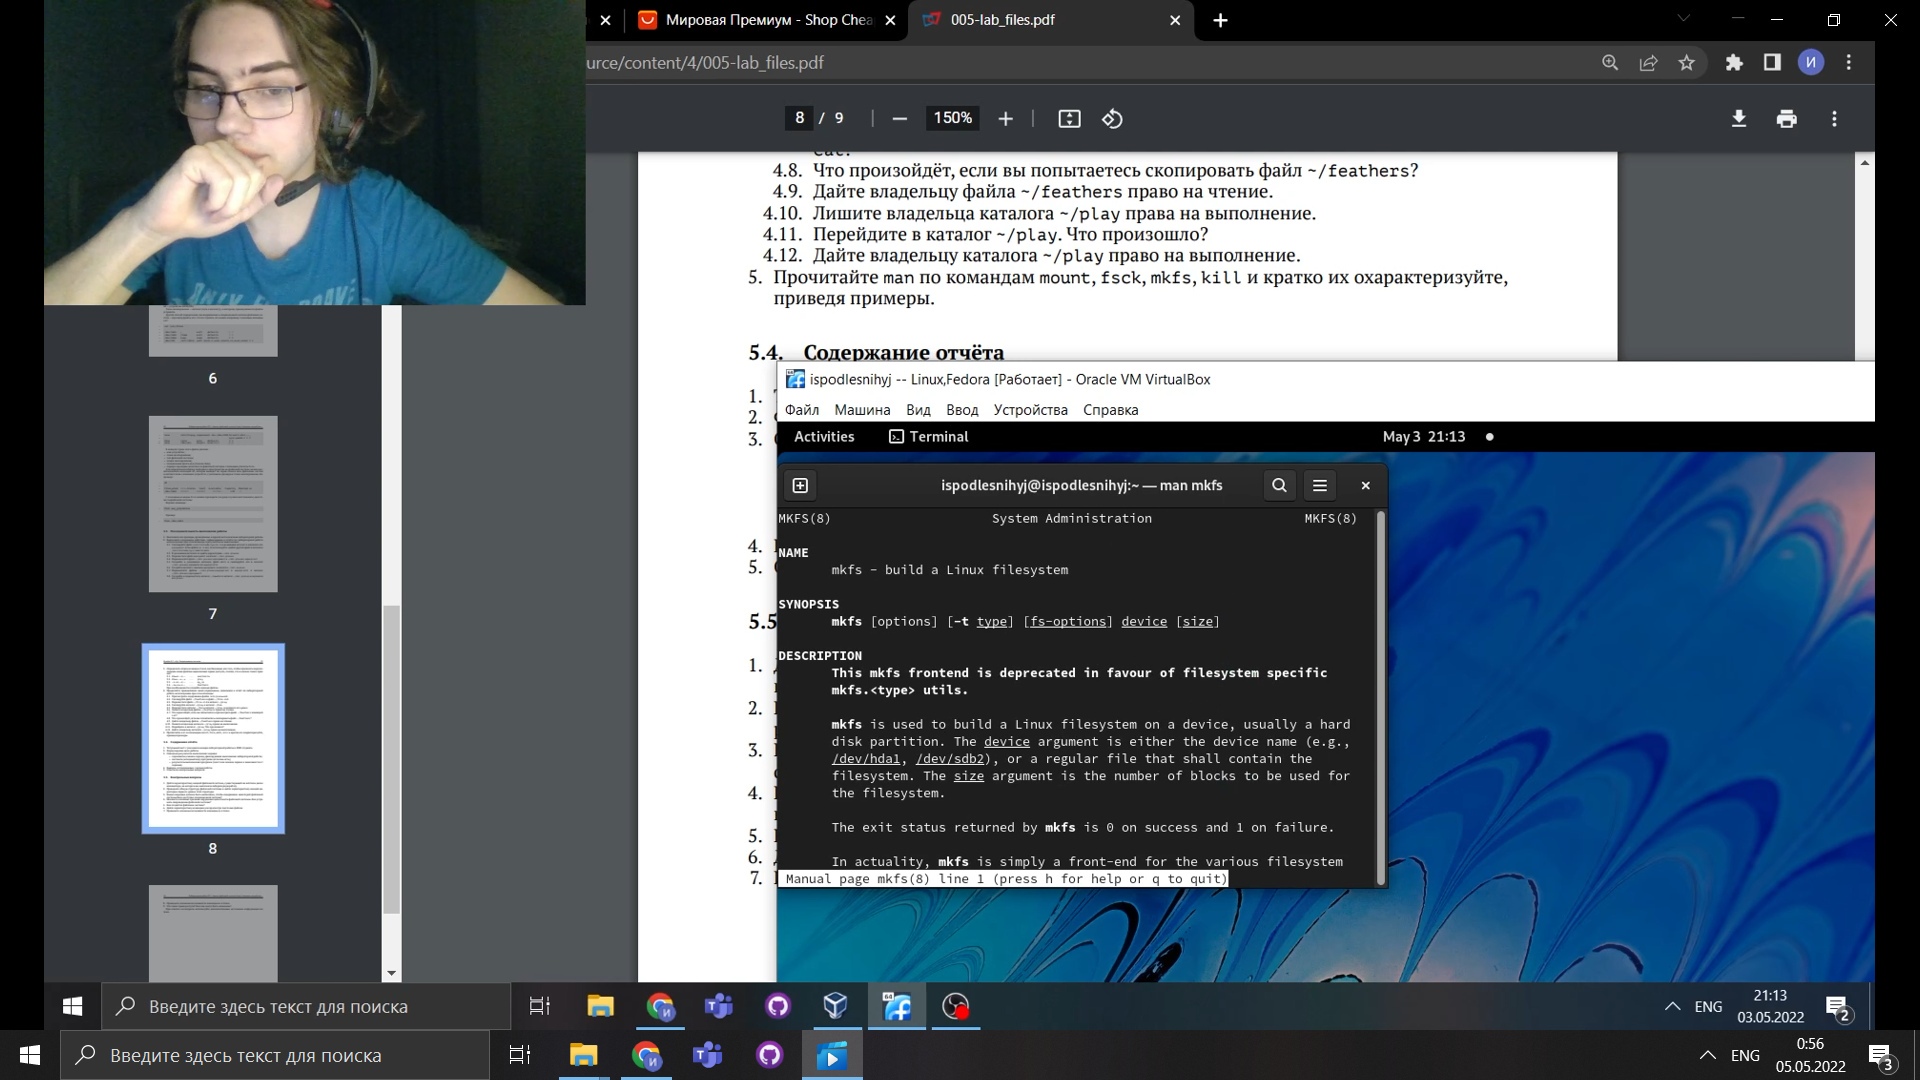 Мировая Премиум - Shop Chea
005-lab_files.pdf
urce/content/4/005-lab_files.pdf
И
8 / 9
150%
4.8. Что произойдёт, если вы попытаетесь скопировать файл ~/feathers?
4.9. Дайте владельцу файла ~/feathers право на чтение.
4.10. Лишите владельца каталога ~/play права на выполнение.
4.11. Перейдите в каталог ~/play. Что произошло?
4.12. Дайте владельцу каталога ~/play право на выполнение.
5. Прочитайте man по командам mount, fsck, mkfs, kill и кратко их охарактеризуйте,
приведя примеры.
5.4. Содержание отчёта
1.
2.
3.
4.
5.
5.5
1.
2.
3.
4.
5.
6.
7.
6
7
8
ispodlesnihyj -- Linux,Fedora [Работает] - Oracle VM VirtualBox
Файл Машина Вид Ввод Устройства Справка
Activities Terminal May 3 21:13
ispodlesnihyj@ispodlesnihyj:~ — man mkfs
MKFS(8) System Administration MKFS(8)
NAME
mkfs - build a Linux filesystem
SYNOPSIS
mkfs [options] [-t type] [fs-options] device [size]
DESCRIPTION
This mkfs frontend is deprecated in favour of filesystem specific
mkfs.<type> utils.
mkfs is used to build a Linux filesystem on a device, usually a hard
disk partition. The device argument is either the device name (e.g.,
/dev/hda1, /dev/sdb2), or a regular file that shall contain the
filesystem. The size argument is the number of blocks to be used for
the filesystem.
The exit status returned by mkfs is 0 on success and 1 on failure.
In actuality, mkfs is simply a front-end for the various filesystem
Manual page mkfs(8) line 1 (press h for help or q to quit)
Введите здесь текст для поиска
ENG
21:13
03.05.2022
2
Введите здесь текст для поиска
ENG
0:56
05.05.2022
3